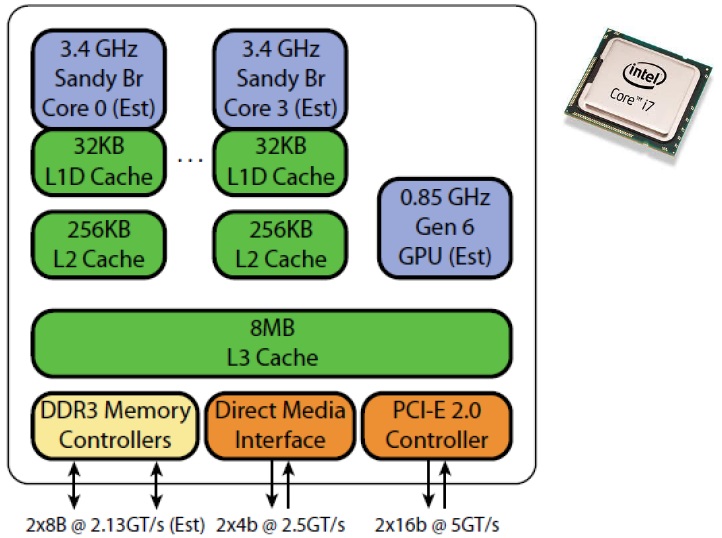 3.4 GHz
Sandy Br
Core 0 (Est)
32KB
L1D Cache
256KB
L2 Cache
. . .
3.4 GHz
Sandy Br
Core 3 (Est)
32KB
L1D Cache
256KB
L2 Cache
0.85 GHz
Gen 6
GPU (Est)
8MB
L3 Cache
DDR3 Memory
Controllers
Direct Media
Interface
PCI-E 2.0
Controller
2x8B @ 2.13GT/s (Est)
2x4b @ 2.5GT/s
2x16b @ 5GT/s
intel
Core™ i7